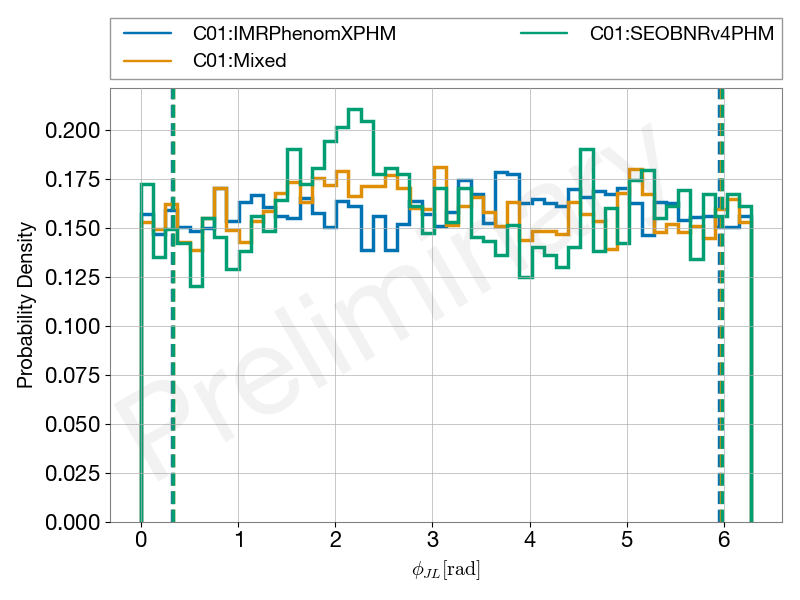 C01:IMRPhenomXPHM
C01:Mixed
C01:SEOBNRv4PHM
Probability Density
0.200
0.175
0.150
0.125
0.100
0.075
0.050
0.025
0.000
0 1 2 3 4 5 6
ϕJL[rad]
Preliminary